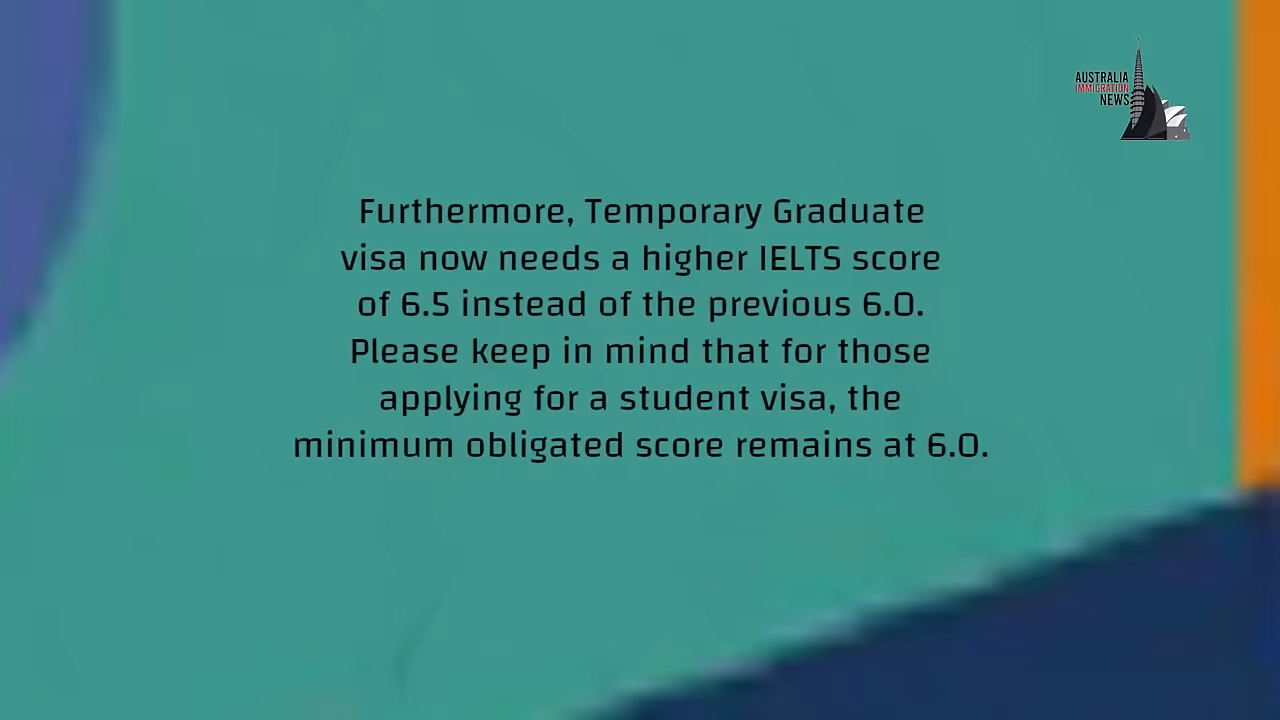 AUSTRALIA
IMMIGRATION
NEWS
Furthermore, Temporary Graduate
visa now needs a higher IELTS score
of 6.5 instead of the previous 6.0.
Please keep in mind that for those
applying for a student visa, the
minimum obligated score remains at 6.0.